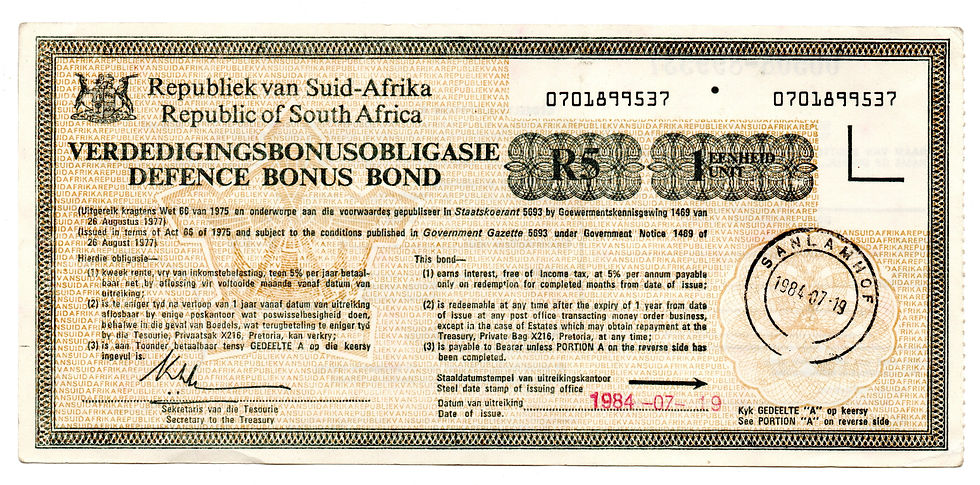 Republiek van Suid-Afrika
Republic of South Africa
VERDEDIGINGSBONUSOBLIGASIE
DEFENCE BONUS BOND
0701899537 • 0701899537
R5
1 EENHEID
UNIT
(Uitgereik kragtens Wet 66 van 1975 en onderworpe aan die voorwaardes gepubliseer in Staatskoerant 5693 by Goewermentskennisgewing 1469 van
26 Augustus 1977)
(Issued in terms of Act 66 of 1975 and subject to the conditions published in Government Gazette 5693 under Government Notice 1469 of
26 August 1977)
Hierdie obligasie—
(1) kweek rente, vry van inkomstebelasting, teen 5% per jaar betaal-
baar net by aflossing vir voltooide maande vanaf datum van
uitreiking;
(2) is te eniger tyd na verloop van 1 jaar vanaf datum van uitreiking
aflosbaar by enige poskantoor wat poswisselbesigheid doen,
behalwe in die geval van Boedels, wat terugbetaling te eniger tyd
by die Tesourie, Privaatsak X216, Pretoria, kan verkry;
(3) is aan Toonder betaalbaar tensy GEDEELTE A op die keersy
ingevul is.
Sekretaris van die Tesourie
Secretary to the Treasury
This bond—
(1) earns interest, free of income tax, at 5% per annum payable
only on redemption for completed months from date of issue;
(2) is redeemable at any time after the expiry of 1 year from date
of issue at any post office transacting money order business,
except in the case of Estates which may obtain repayment at the
Treasury, Private Bag X216, Pretoria, at any time;
(3) is payable to Bearer unless PORTION A on the reverse side has
been completed.
Staaldatumstempel van uitreikingskantoor
Steel date stamp of issuing office
Datum van uitreiking
Date of issue.
1984-07-19
SANLAMHOF
1984-07-19
Kyk GEDEELTE "A" op keersy
See PORTION "A" on reverse side